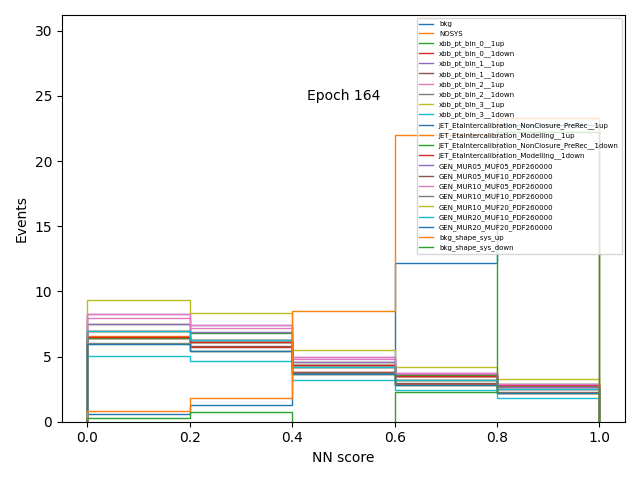 bkg
NOSYS
xbb_pt_bin_0__1up
xbb_pt_bin_0__1down
xbb_pt_bin_1__1up
xbb_pt_bin_1__1down
xbb_pt_bin_2__1up
xbb_pt_bin_2__1down
xbb_pt_bin_3__1up
xbb_pt_bin_3__1down
JET_EtaIntercalibration_NonClosure_PreRec__1up
JET_EtaIntercalibration_Modelling__1up
JET_EtaIntercalibration_NonClosure_PreRec__1down
JET_EtaIntercalibration_Modelling__1down
GEN_MUR05_MUF05_PDF260000
GEN_MUR05_MUF10_PDF260000
GEN_MUR10_MUF05_PDF260000
GEN_MUR10_MUF10_PDF260000
GEN_MUR10_MUF20_PDF260000
GEN_MUR20_MUF10_PDF260000
GEN_MUR20_MUF20_PDF260000
bkg_shape_sys_up
bkg_shape_sys_down
Epoch 164
Events
30
25
20
15
10
5
0
0.0 0.2 0.4 0.6 0.8 1.0
NN score